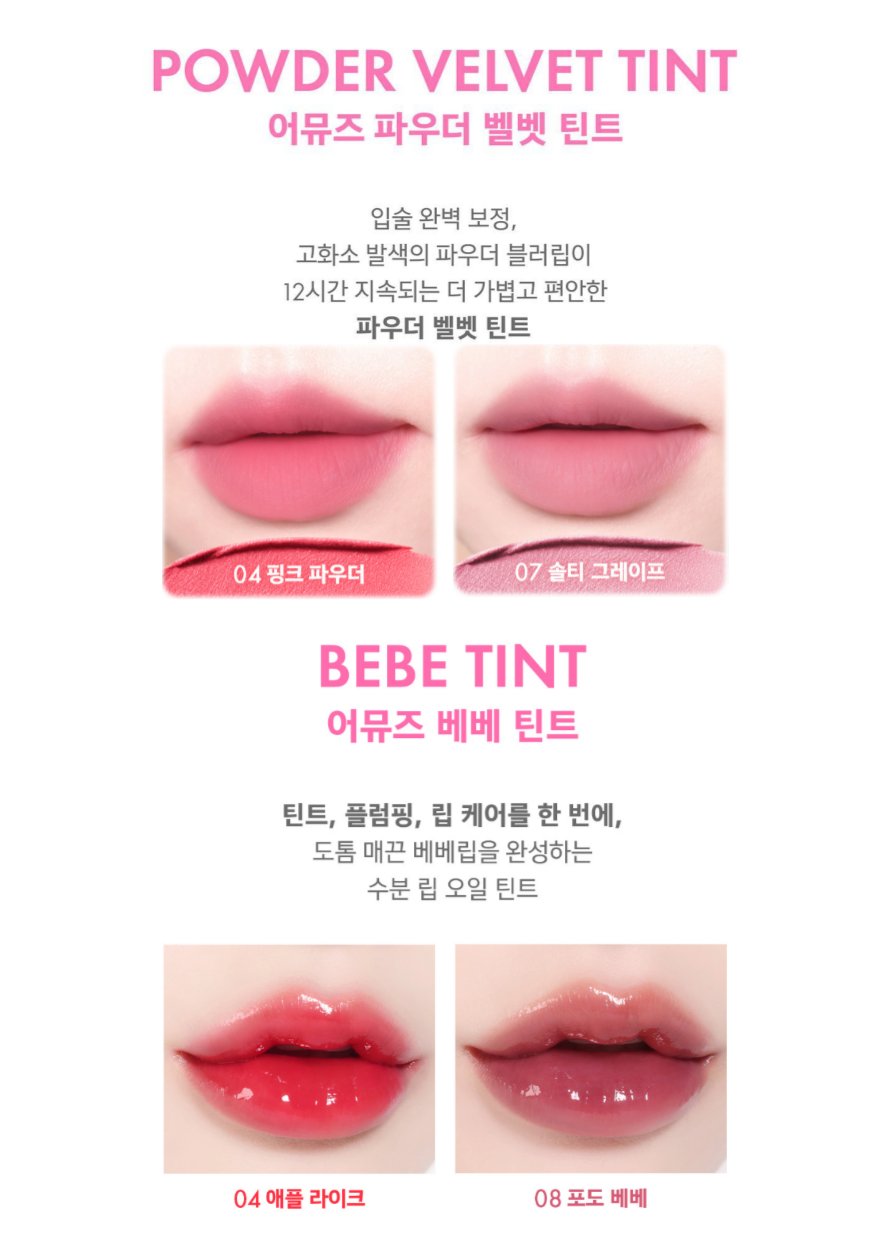 POWDER VELVET TINT
어뮤즈 파우더 벨벳 틴트
입술 완벽 보정,
고화소 발색의 파우더 블러립이
12시간 지속되는 더 가볍고 편안한
파우더 벨벳 틴트
04 핑크 파우더
07 솔티 그레이프
BEBE TINT
어뮤즈 베베 틴트
틴트, 플럼핑, 립 케어를 한 번에,
도톰 매끈 베베립을 완성하는
수분 립 오일 틴트
04 애플 라이크
08 포도 베베